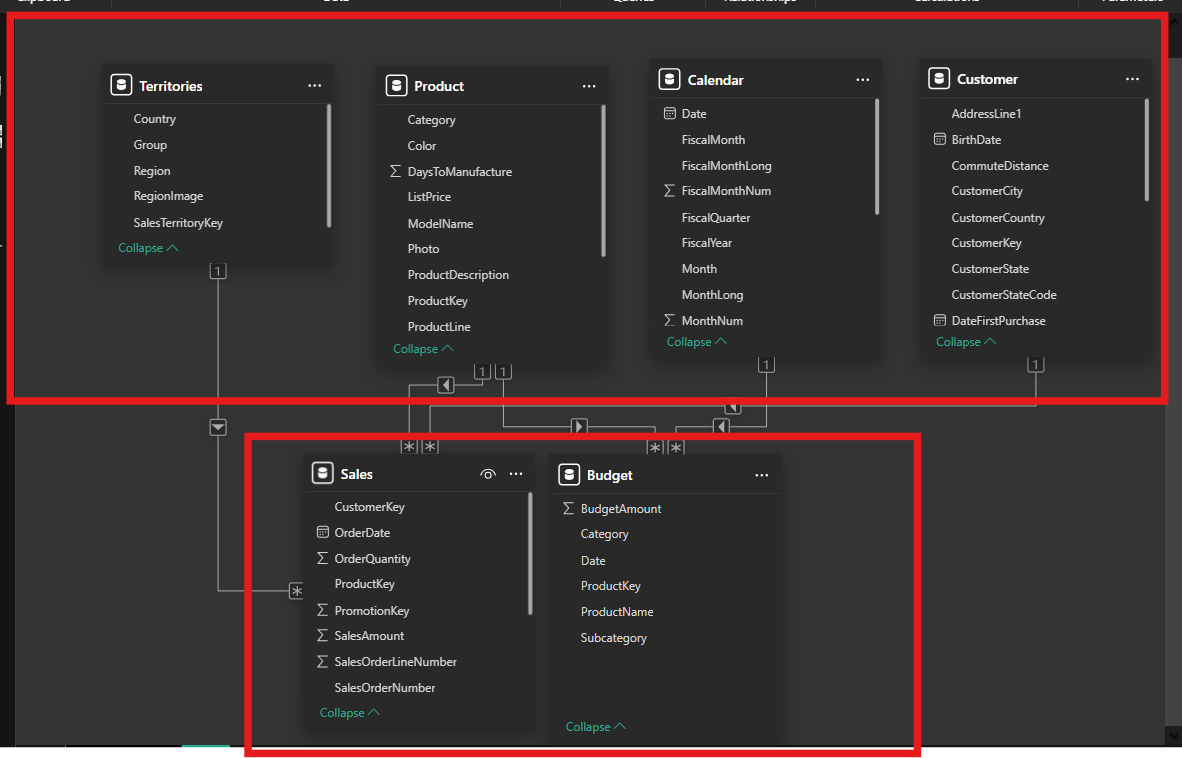 Territories
Country
Group
Region
RegionImage
SalesTerritoryKey
Collapse
1
Product
Category
Color
DaysToManufacture
ListPrice
ModelName
Photo
ProductDescription
ProductKey
ProductLine
Collapse
1 1
Calendar
Date
FiscalMonth
FiscalMonthLong
FiscalMonthNum
FiscalQuarter
FiscalYear
Month
MonthLong
MonthNum
Collapse
1
Customer
AddressLine1
BirthDate
CommuteDistance
CustomerCity
CustomerCountry
CustomerKey
CustomerState
CustomerStateCode
DateFirstPurchase
Collapse
1
* *
* *
*
Sales
CustomerKey
OrderDate
OrderQuantity
ProductKey
PromotionKey
SalesAmount
SalesOrderLineNumber
SalesOrderNumber
Collapse
Budget
BudgetAmount
Category
Date
ProductKey
ProductName
Subcategory
Collapse